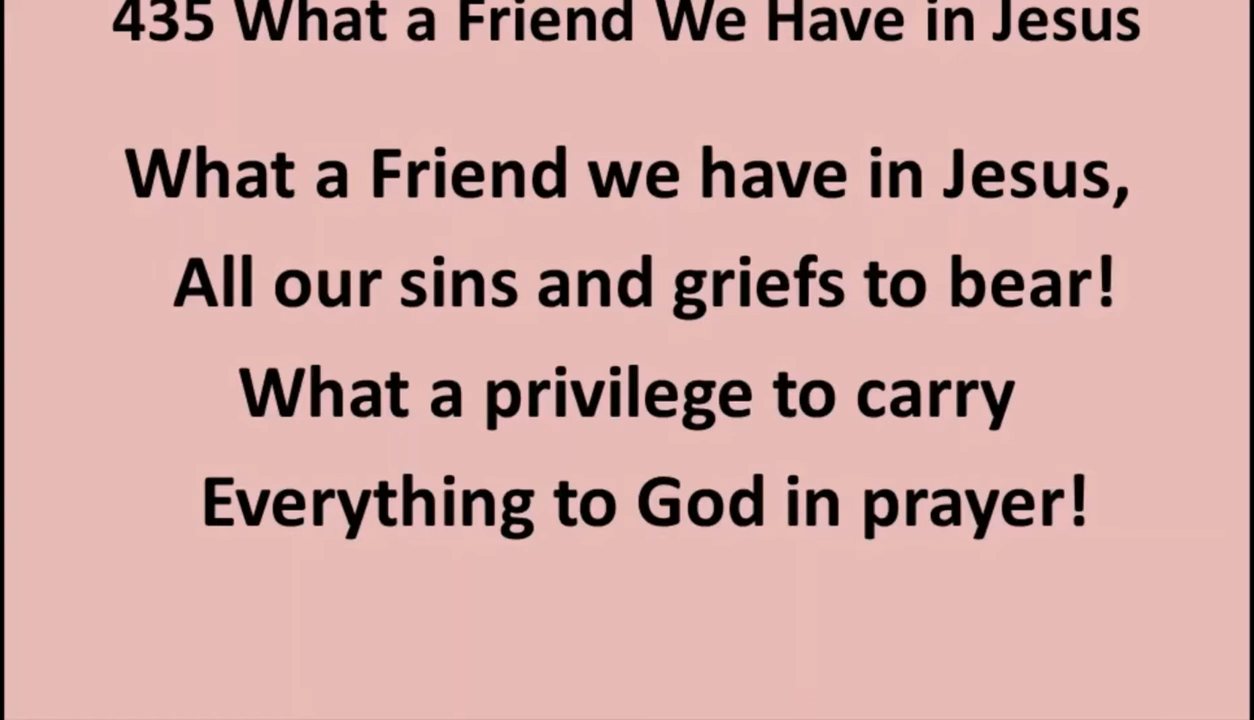 435 What a Friend We Have in Jesus
What a Friend we have in Jesus,
All our sins and griefs to bear!
What a privilege to carry
Everything to God in prayer!